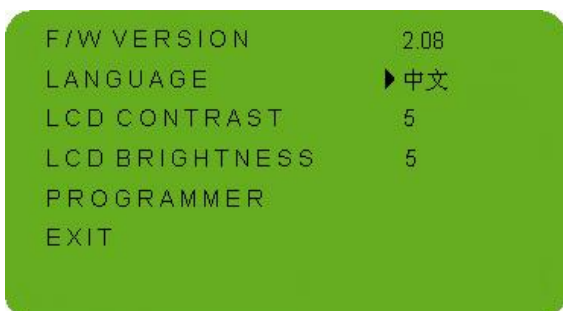 F/W VERSION 2.08
LANGUAGE ▶中文
LCD CONTRAST 5
LCD BRIGHTNESS 5
PROGRAMMER
EXIT